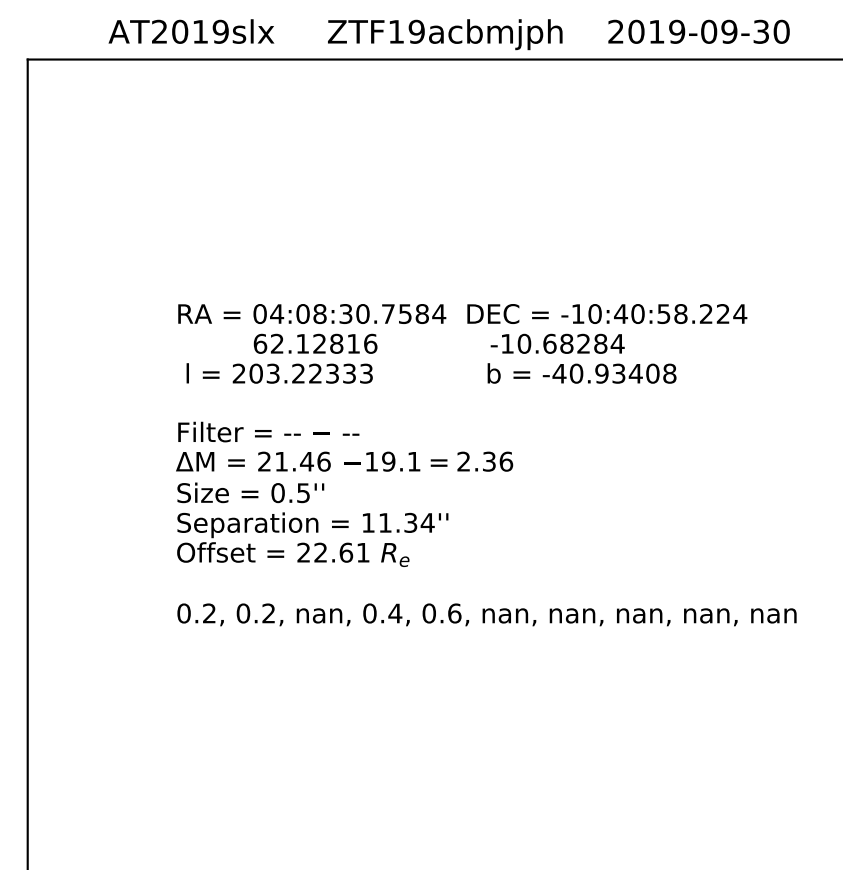 AT2019slx ZTF19acbmjph 2019-09-30
RA = 04:08:30.7584 DEC = -10:40:58.224
62.12816 -10.68284
l = 203.22333 b = -40.93408
Filter = -- − --
ΔM = 21.46 −19.1 = 2.36
Size = 0.5''
Separation = 11.34''
Offset = 22.61 Re
0.2, 0.2, nan, 0.4, 0.6, nan, nan, nan, nan, nan